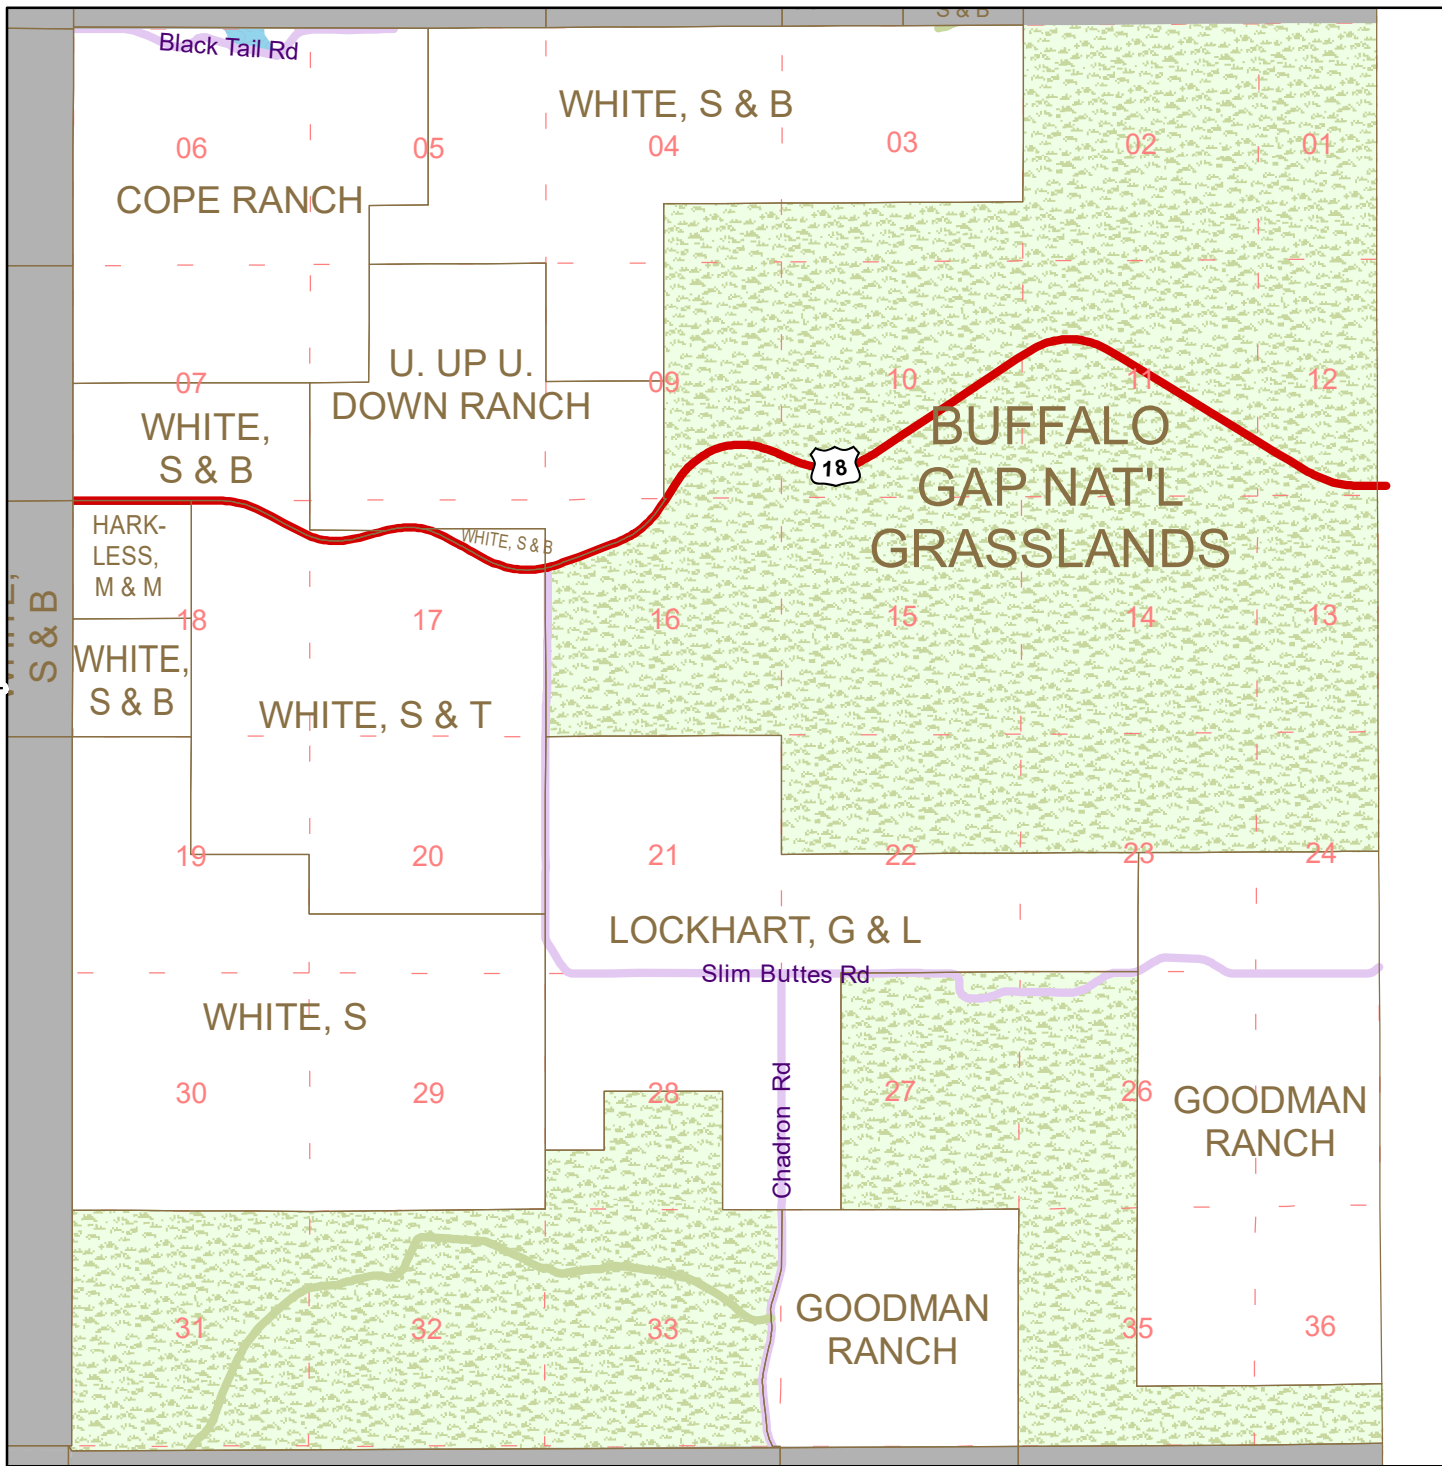 S & B
Black Tail Rd
WHITE, S & B
06
05
04
03
02
01
COPE RANCH
U. UP U.
DOWN RANCH
07
09
10
11
12
WHITE,
S & B
BUFFALO
GAP NAT'L
GRASSLANDS
18
HARK-
LESS,
M & M
WHITE, S & B
WHITE,
S & B
18
17
16
15
14
13
WHITE,
S & B
WHITE, S & T
19
20
21
22
23
24
LOCKHART, G & L
Slim Buttes Rd
WHITE, S
30
29
28
Chadron Rd
27
26
GOODMAN
RANCH
31
32
33
GOODMAN
RANCH
35
36